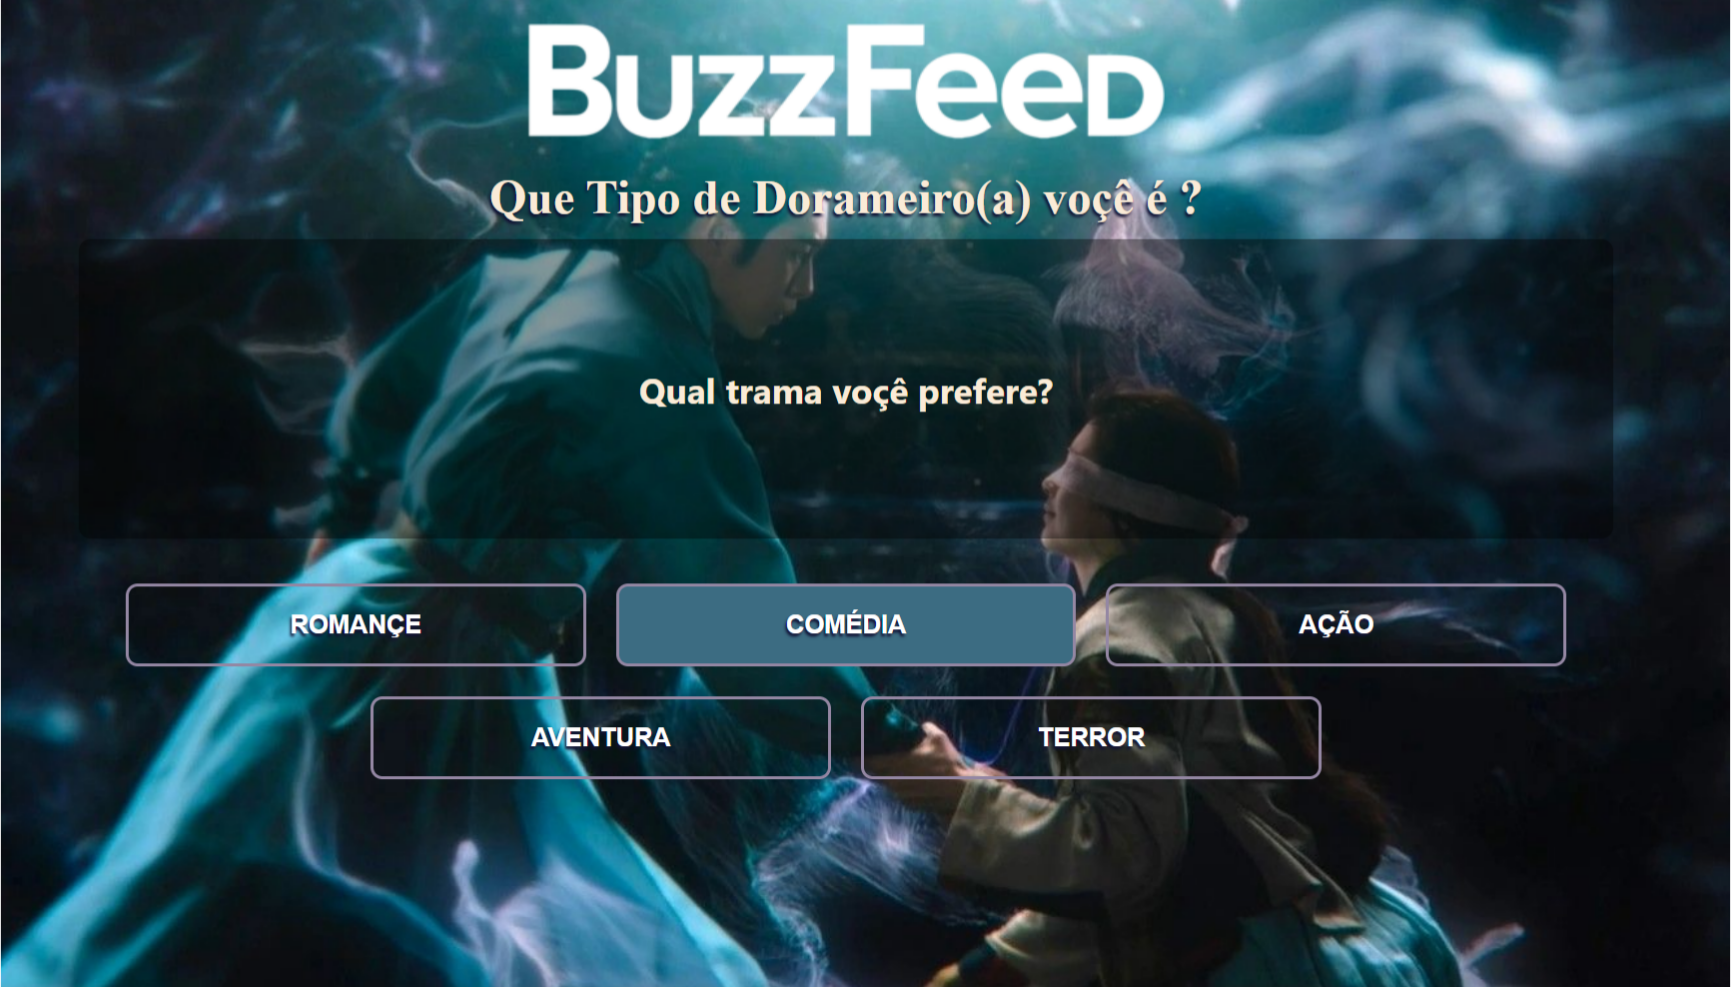 BuzzFeed
Que Tipo de Dorameiro(a) voçê é ?
Qual trama voçê prefere?
ROMANÇE
COMÉDIA
AÇÃO
AVENTURA
TERROR